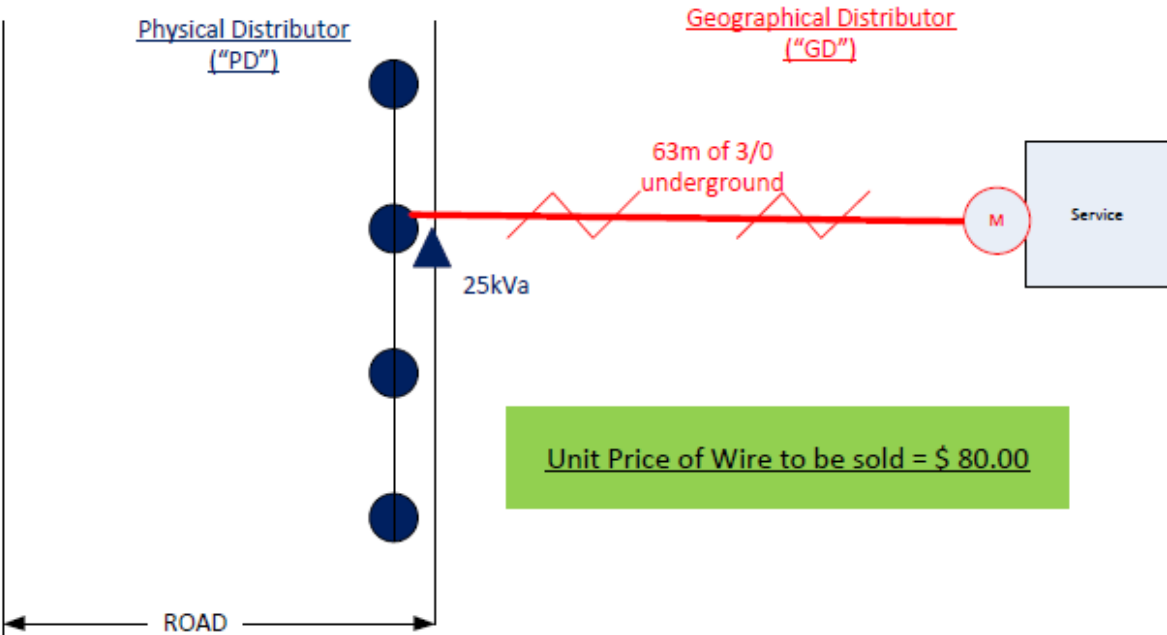 Physical Distributor
(“PD”)
Geographical Distributor
(“GD”)
63m of 3/0
underground
M
Service
25kVa
Unit Price of Wire to be sold = $ 80.00
ROAD